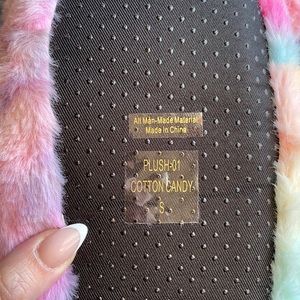 All Man-Made Material
Made in China
PLUSH-01
COTTON CANDY
S